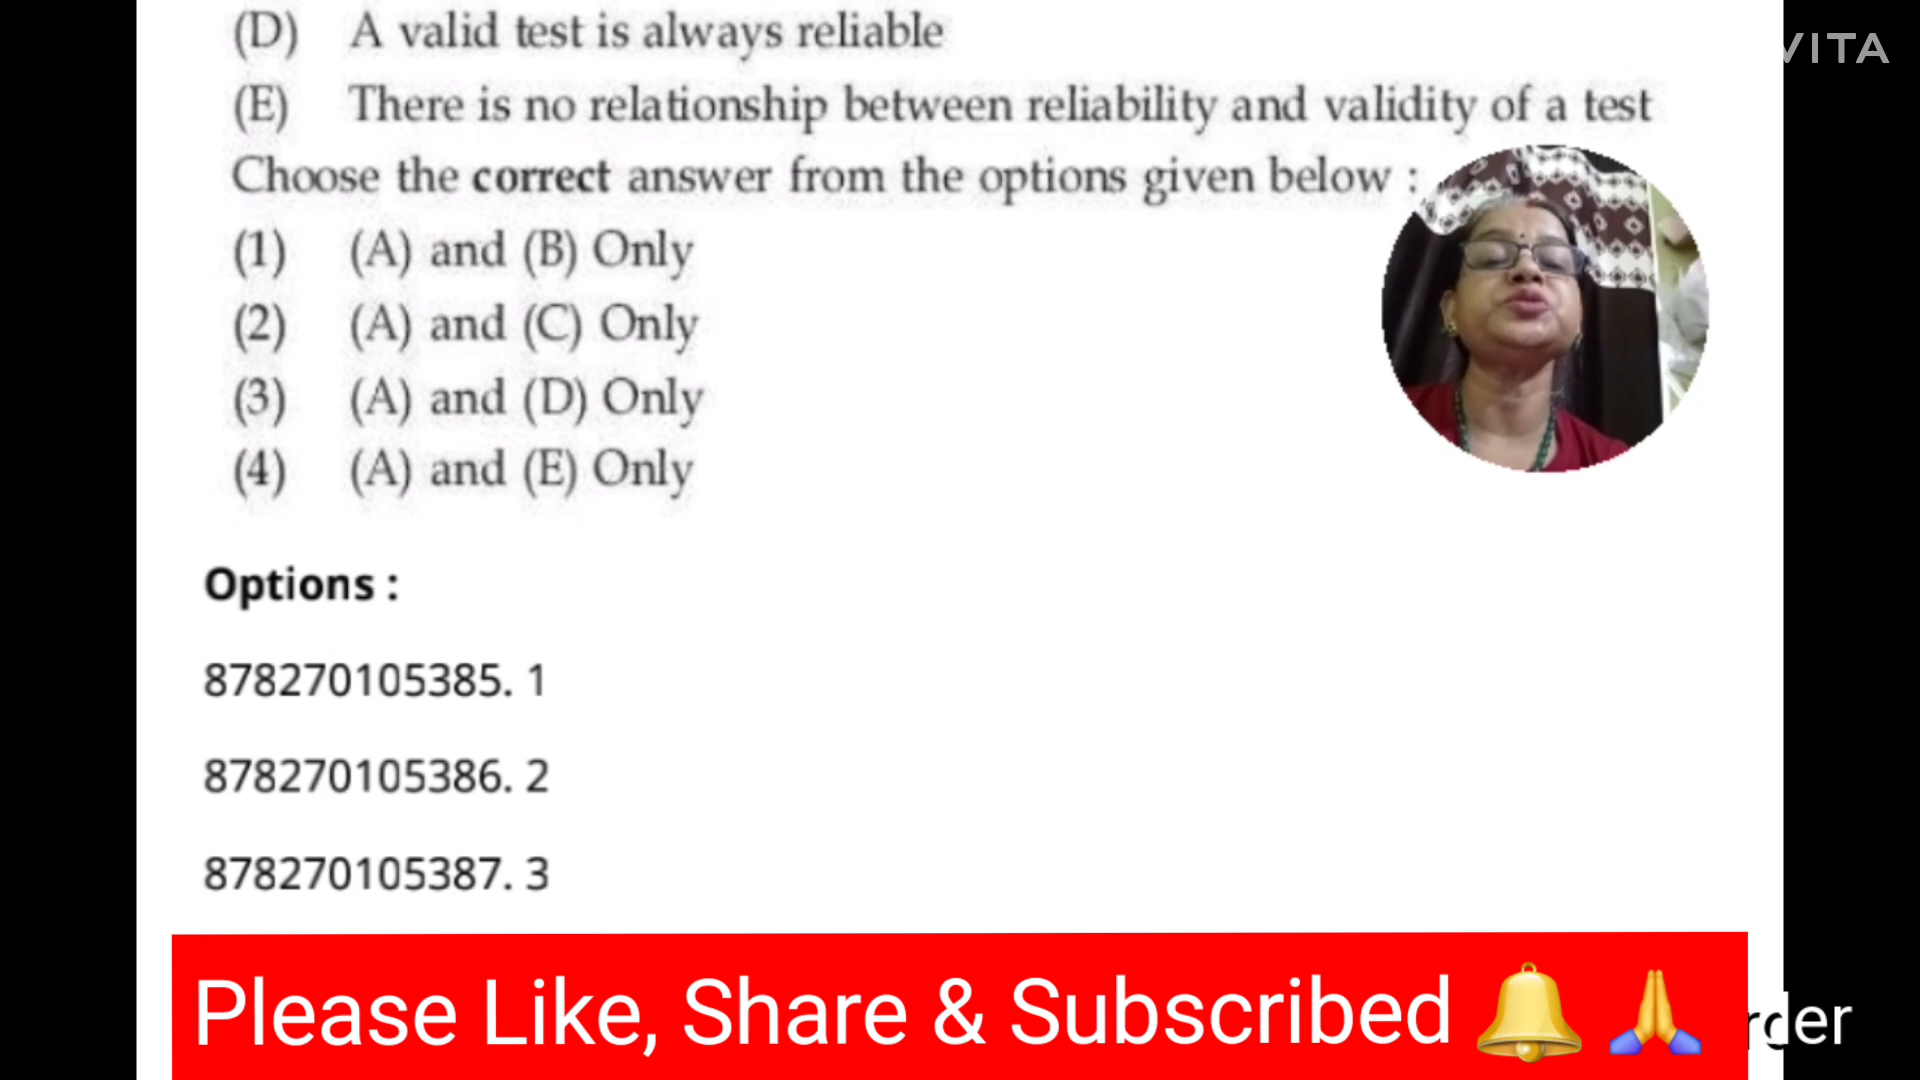 (D) A valid test is always reliable
VITA
(E) There is no relationship between reliability and validity of a test
Choose the correct answer from the options given below :
(1) (A) and (B) Only
(2) (A) and (C) Only
(3) (A) and (D) Only
(4) (A) and (E) Only
Options :
878270105385. 1
878270105386. 2
878270105387. 3
Please Like, Share & Subscribed 🔔 🙏